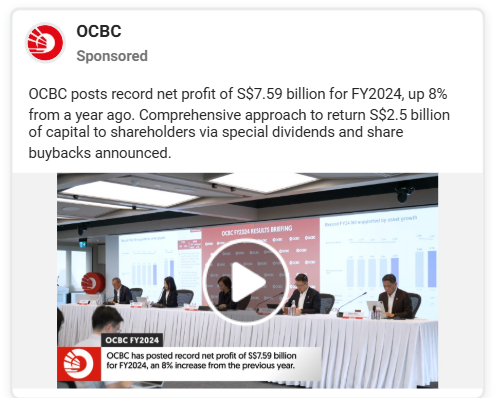 OCBC
Sponsored
OCBC posts record net profit of S$7.59 billion for FY2024, up 8%
from a year ago. Comprehensive approach to return S$2.5 billion
of capital to shareholders via special dividends and share
buybacks announced.
OCBC FY2024 RESULTS BRIEFING
OCBC FY2024
OCBC has posted record net profit of S$7.59 billion
for FY2024, an 8% increase from the previous year.